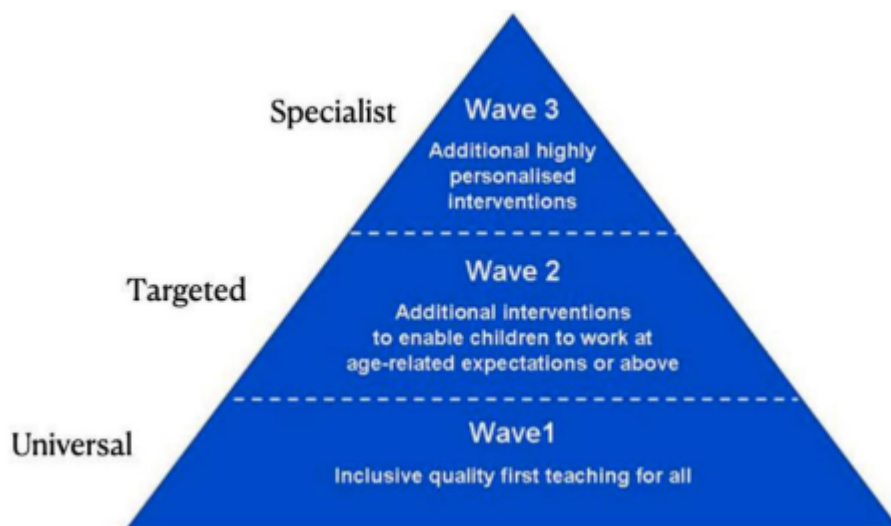 Specialist
Wave 3
Additional highly
personalised
interventions
Targeted
Wave 2
Additional interventions
to enable children to work at
age-related expectations or above
Universal
Wave1
Inclusive quality first teaching for all